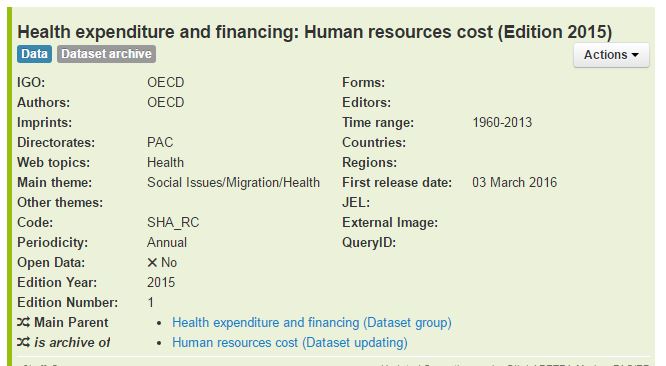 Health expenditure and financing: Human resources cost (Edition 2015)
Data Dataset archive
Actions
IGO: OECD Forms:
Authors: OECD Editors:
Imprints: Time range: 1960-2013
Directorates: PAC Countries:
Web topics: Health Regions:
Main theme: Social Issues/Migration/Health First release date: 03 March 2016
Other themes: JEL:
Code: SHA_RC External Image:
Periodicity: Annual QueryID:
Open Data: ✕ No
Edition Year: 2015
Edition Number: 1
Main Parent • Health expenditure and financing (Dataset group)
is archive of • Human resources cost (Dataset updating)